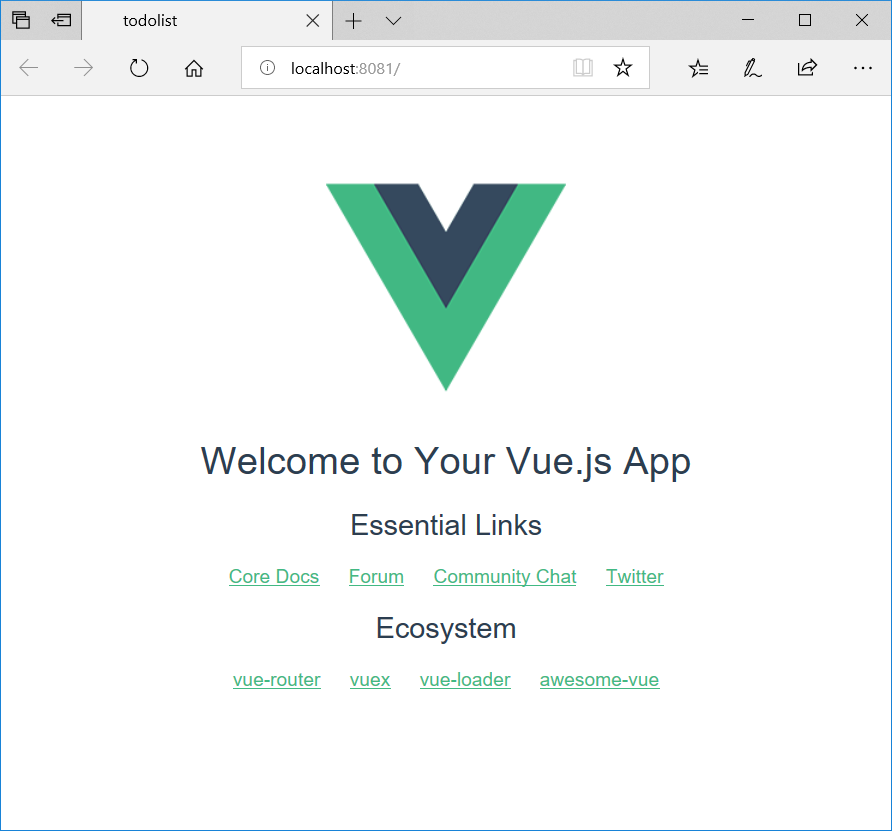 todolist
localhost:8081/
Welcome to Your Vue.js App
Essential Links
Core Docs Forum Community Chat Twitter
Ecosystem
vue-router vuex vue-loader awesome-vue